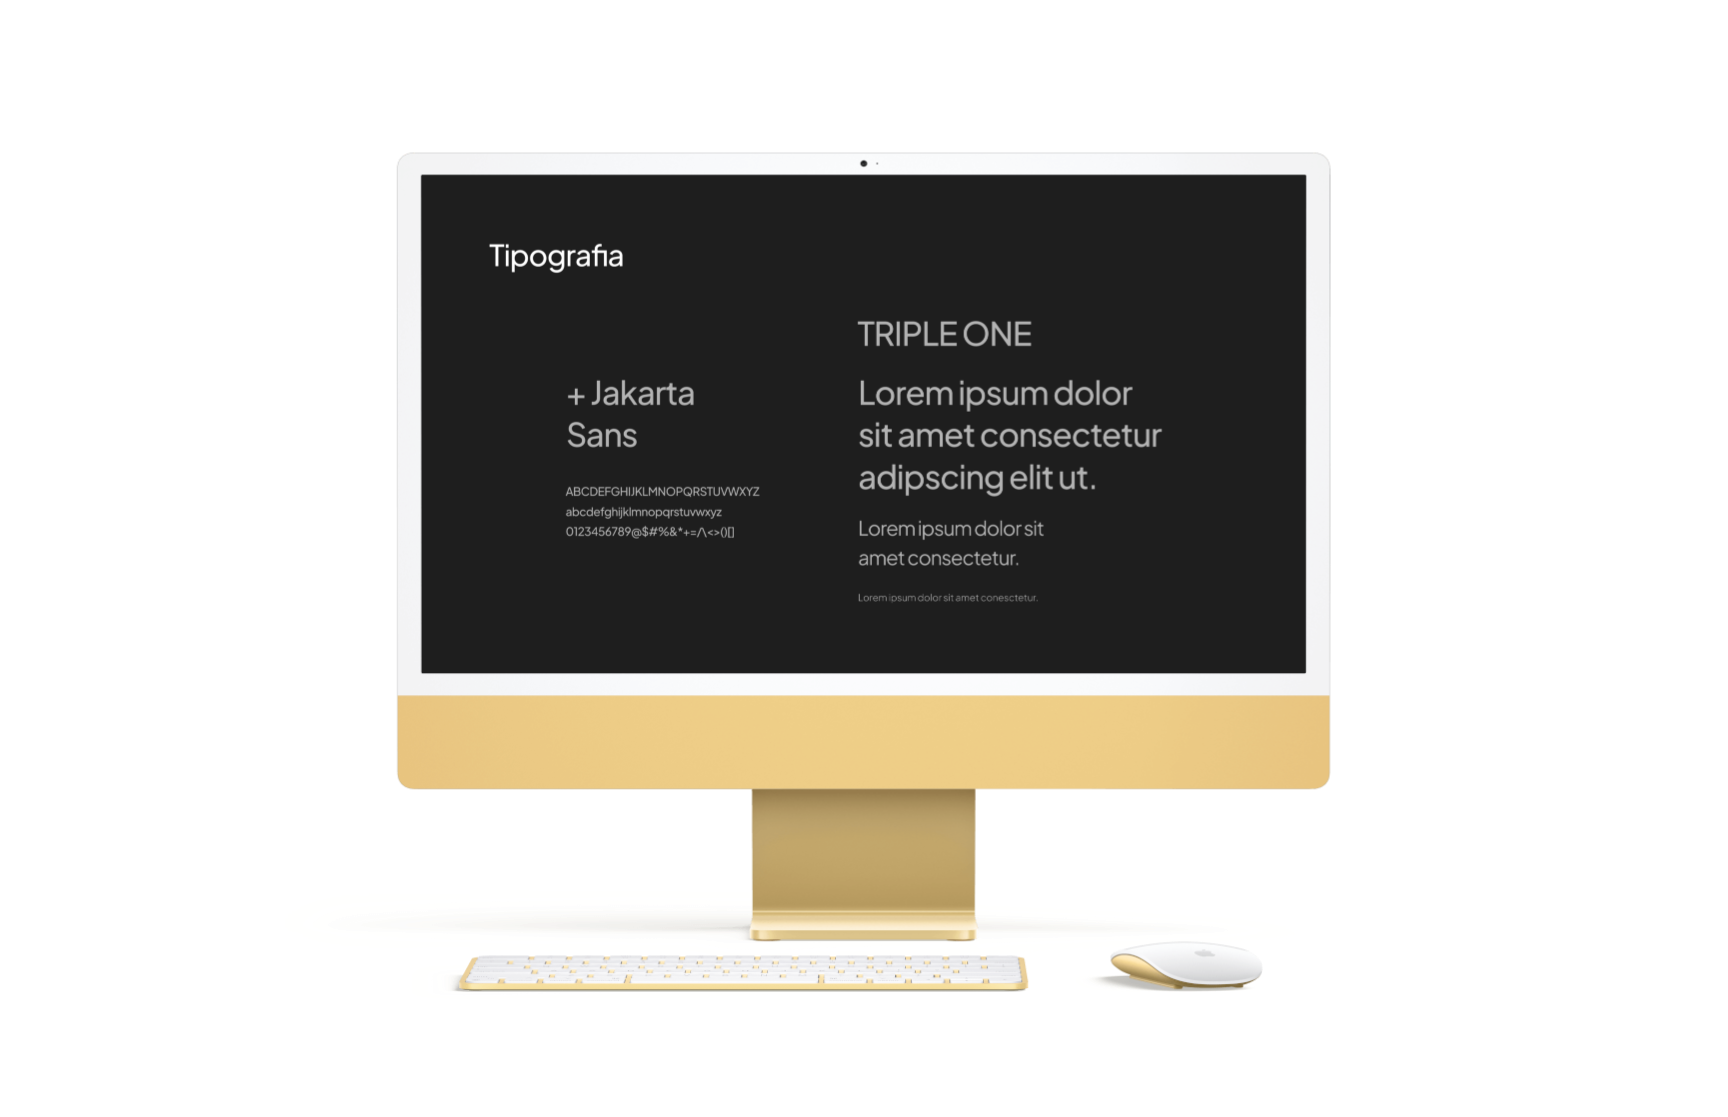 Tipografia
+ Jakarta
Sans
ABCDEFGHIJKLMNOPQRSTUVWXYZ
abcdefghijklmnopqrstuvwxyz
0123456789@$#%&*+=/\<>()[]
TRIPLE ONE
Lorem ipsum dolor
sit amet consectetur
adipscing elit ut.
Lorem ipsum dolor sit
amet consectetur.
Lorem ipsum dolor sit amet conesctetur.